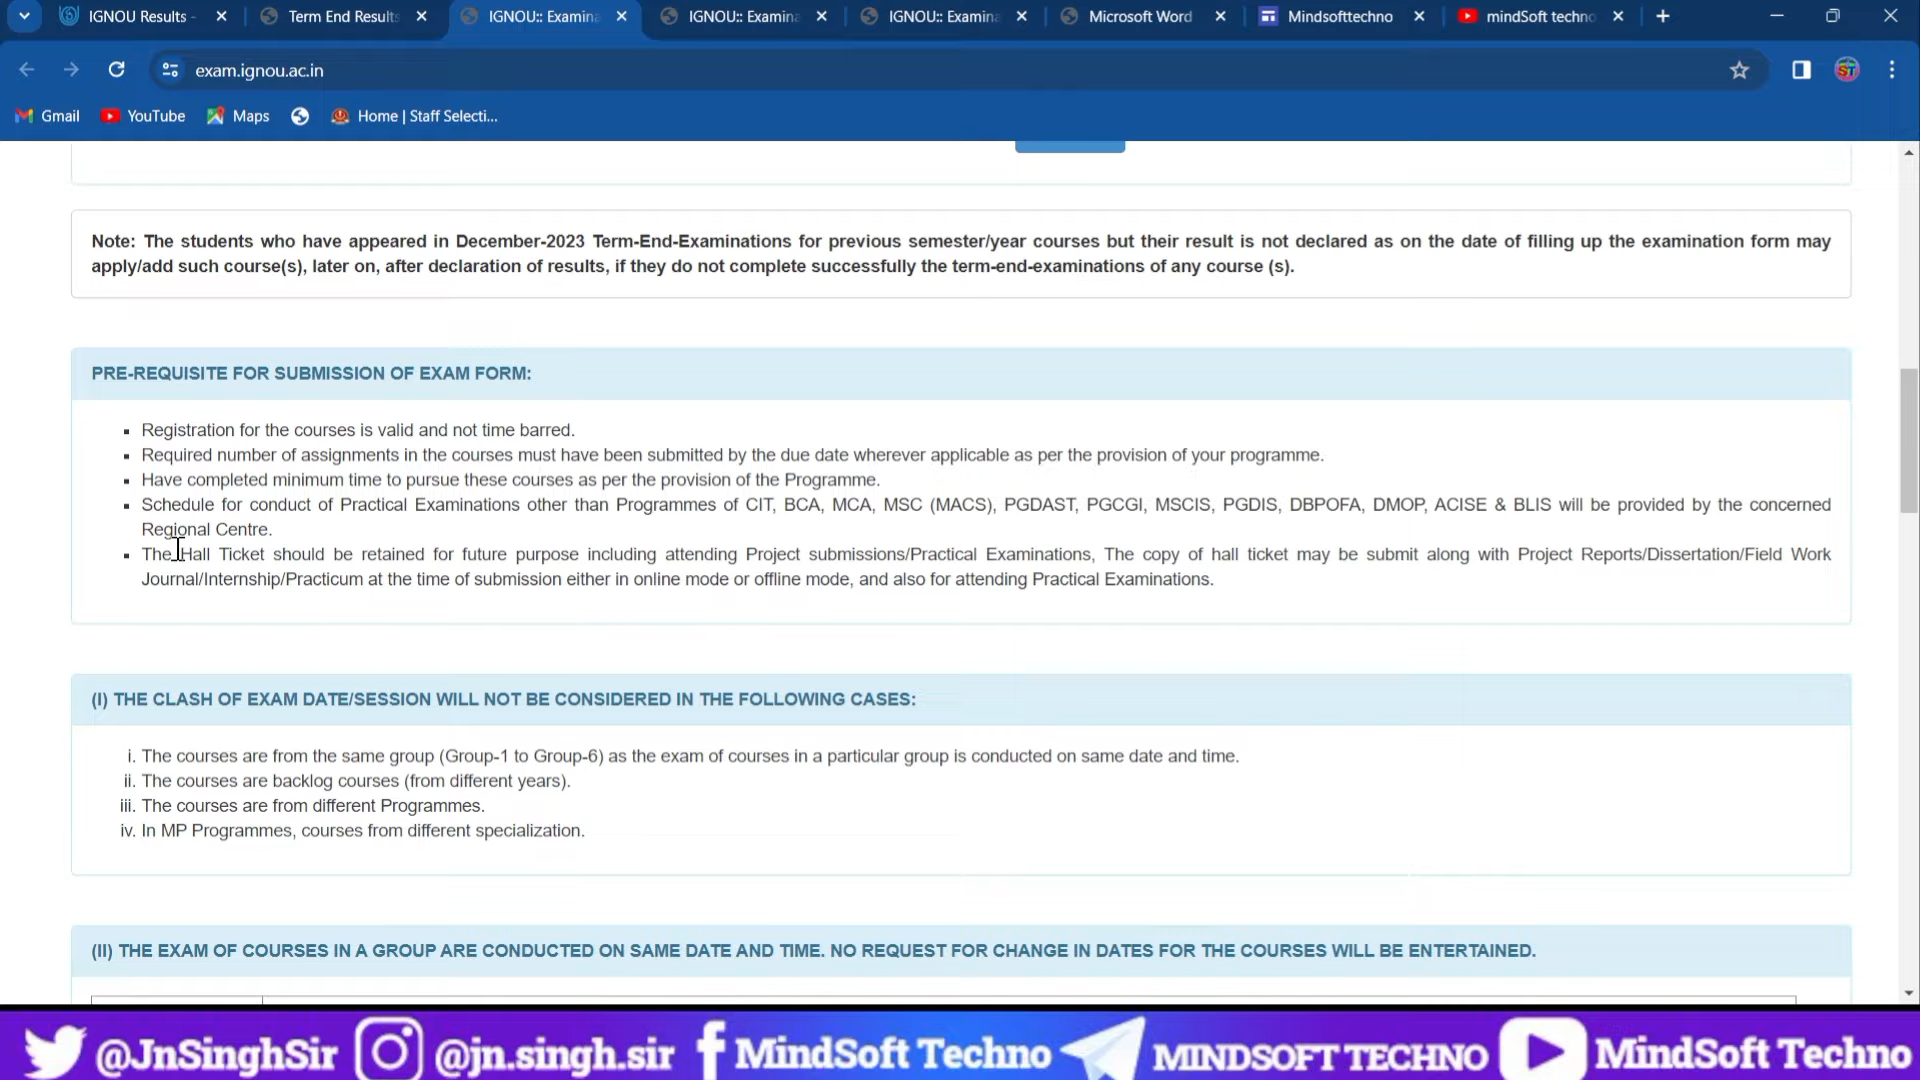 IGNOU Results -
Term End Results
IGNOU:: Examina
IGNOU:: Examina
IGNOU:: Examina
Microsoft Word
Mindsofttechno
mindSoft techno
exam.ignou.ac.in
ST
Gmail
YouTube
Maps
Home | Staff Selecti...
Note: The students who have appeared in December-2023 Term-End-Examinations for previous semester/year courses but their result is not declared as on the date of filling up the examination form may
apply/add such course(s), later on, after declaration of results, if they do not complete successfully the term-end-examinations of any course (s).
PRE-REQUISITE FOR SUBMISSION OF EXAM FORM:
▪ Registration for the courses is valid and not time barred.
▪ Required number of assignments in the courses must have been submitted by the due date wherever applicable as per the provision of your programme.
▪ Have completed minimum time to pursue these courses as per the provision of the Programme.
▪ Schedule for conduct of Practical Examinations other than Programmes of CIT, BCA, MCA, MSC (MACS), PGDAST, PGCGI, MSCIS, PGDIS, DBPOFA, DMOP, ACISE & BLIS will be provided by the concerned
Regional Centre.
▪ The Hall Ticket should be retained for future purpose including attending Project submissions/Practical Examinations, The copy of hall ticket may be submit along with Project Reports/Dissertation/Field Work
Journal/Internship/Practicum at the time of submission either in online mode or offline mode, and also for attending Practical Examinations.
(I) THE CLASH OF EXAM DATE/SESSION WILL NOT BE CONSIDERED IN THE FOLLOWING CASES:
i. The courses are from the same group (Group-1 to Group-6) as the exam of courses in a particular group is conducted on same date and time.
ii. The courses are backlog courses (from different years).
iii. The courses are from different Programmes.
iv. In MP Programmes, courses from different specialization.
(II) THE EXAM OF COURSES IN A GROUP ARE CONDUCTED ON SAME DATE AND TIME. NO REQUEST FOR CHANGE IN DATES FOR THE COURSES WILL BE ENTERTAINED.
@JnSinghSir @jn.singh.sir MindSoft Techno MINDSOFT TECHNO MindSoft Techno